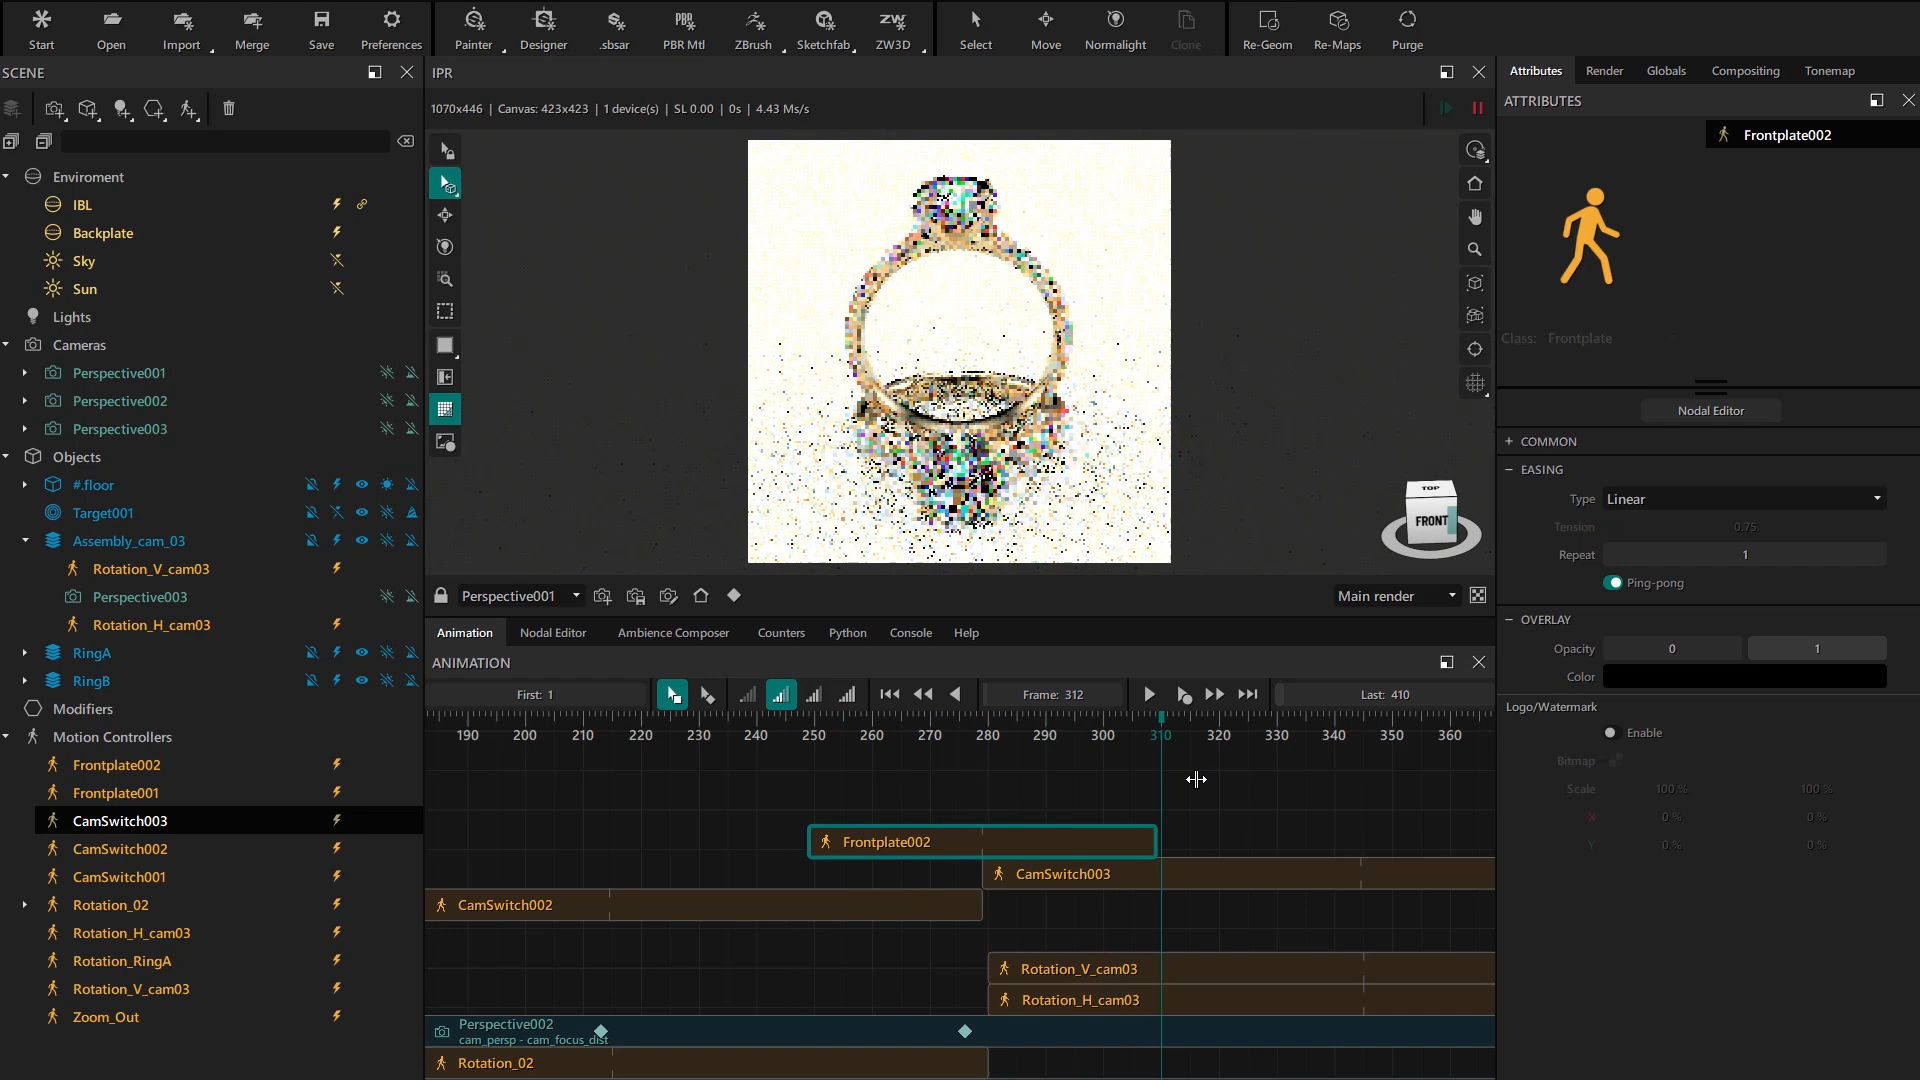 Start
Open
Import
Merge
Save
Preferences
Painter
Designer
.sbsar
PBR Mtl
ZBrush
Sketchfab
ZW3D
Select
Move
Normalight
Clone
Re-Geom
Re-Maps
Purge
SCENE
IPR
Attributes
Render
Globals
Compositing
Tonemap
1070x446 | Canvas: 423x423 | 1 device(s) | SL 0.00 | 0s | 4.43 Ms/s
ATTRIBUTES
Frontplate002
Class: Frontplate
Nodal Editor
+ COMMON
− EASING
Type Linear
Tension 0.75
Repeat 1
Ping-pong
− OVERLAY
Opacity 0 1
Color
Logo/Watermark
Enable
Bitmap
Scale 100 % 100 %
X 0 % 0 %
Y 0 % 0 %
Enviroment
IBL
Backplate
Sky
Sun
Lights
Cameras
Perspective001
Perspective002
Perspective003
Objects
#.floor
Target001
Assembly_cam_03
Rotation_V_cam03
Perspective003
Rotation_H_cam03
RingA
RingB
Modifiers
Motion Controllers
Frontplate002
Frontplate001
CamSwitch003
CamSwitch002
CamSwitch001
Rotation_02
Rotation_H_cam03
Rotation_RingA
Rotation_V_cam03
Zoom_Out
TOP
FRONT
Perspective001
Main render
Animation
Nodal Editor
Ambience Composer
Counters
Python
Console
Help
ANIMATION
First: 1
Frame: 312
Last: 410
190 200 210 220 230 240 250 260 270 280 290 300 310 320 330 340 350 360
Frontplate002
CamSwitch003
CamSwitch002
Rotation_V_cam03
Rotation_H_cam03
Perspective002
cam_persp - cam_focus_dist
Rotation_02